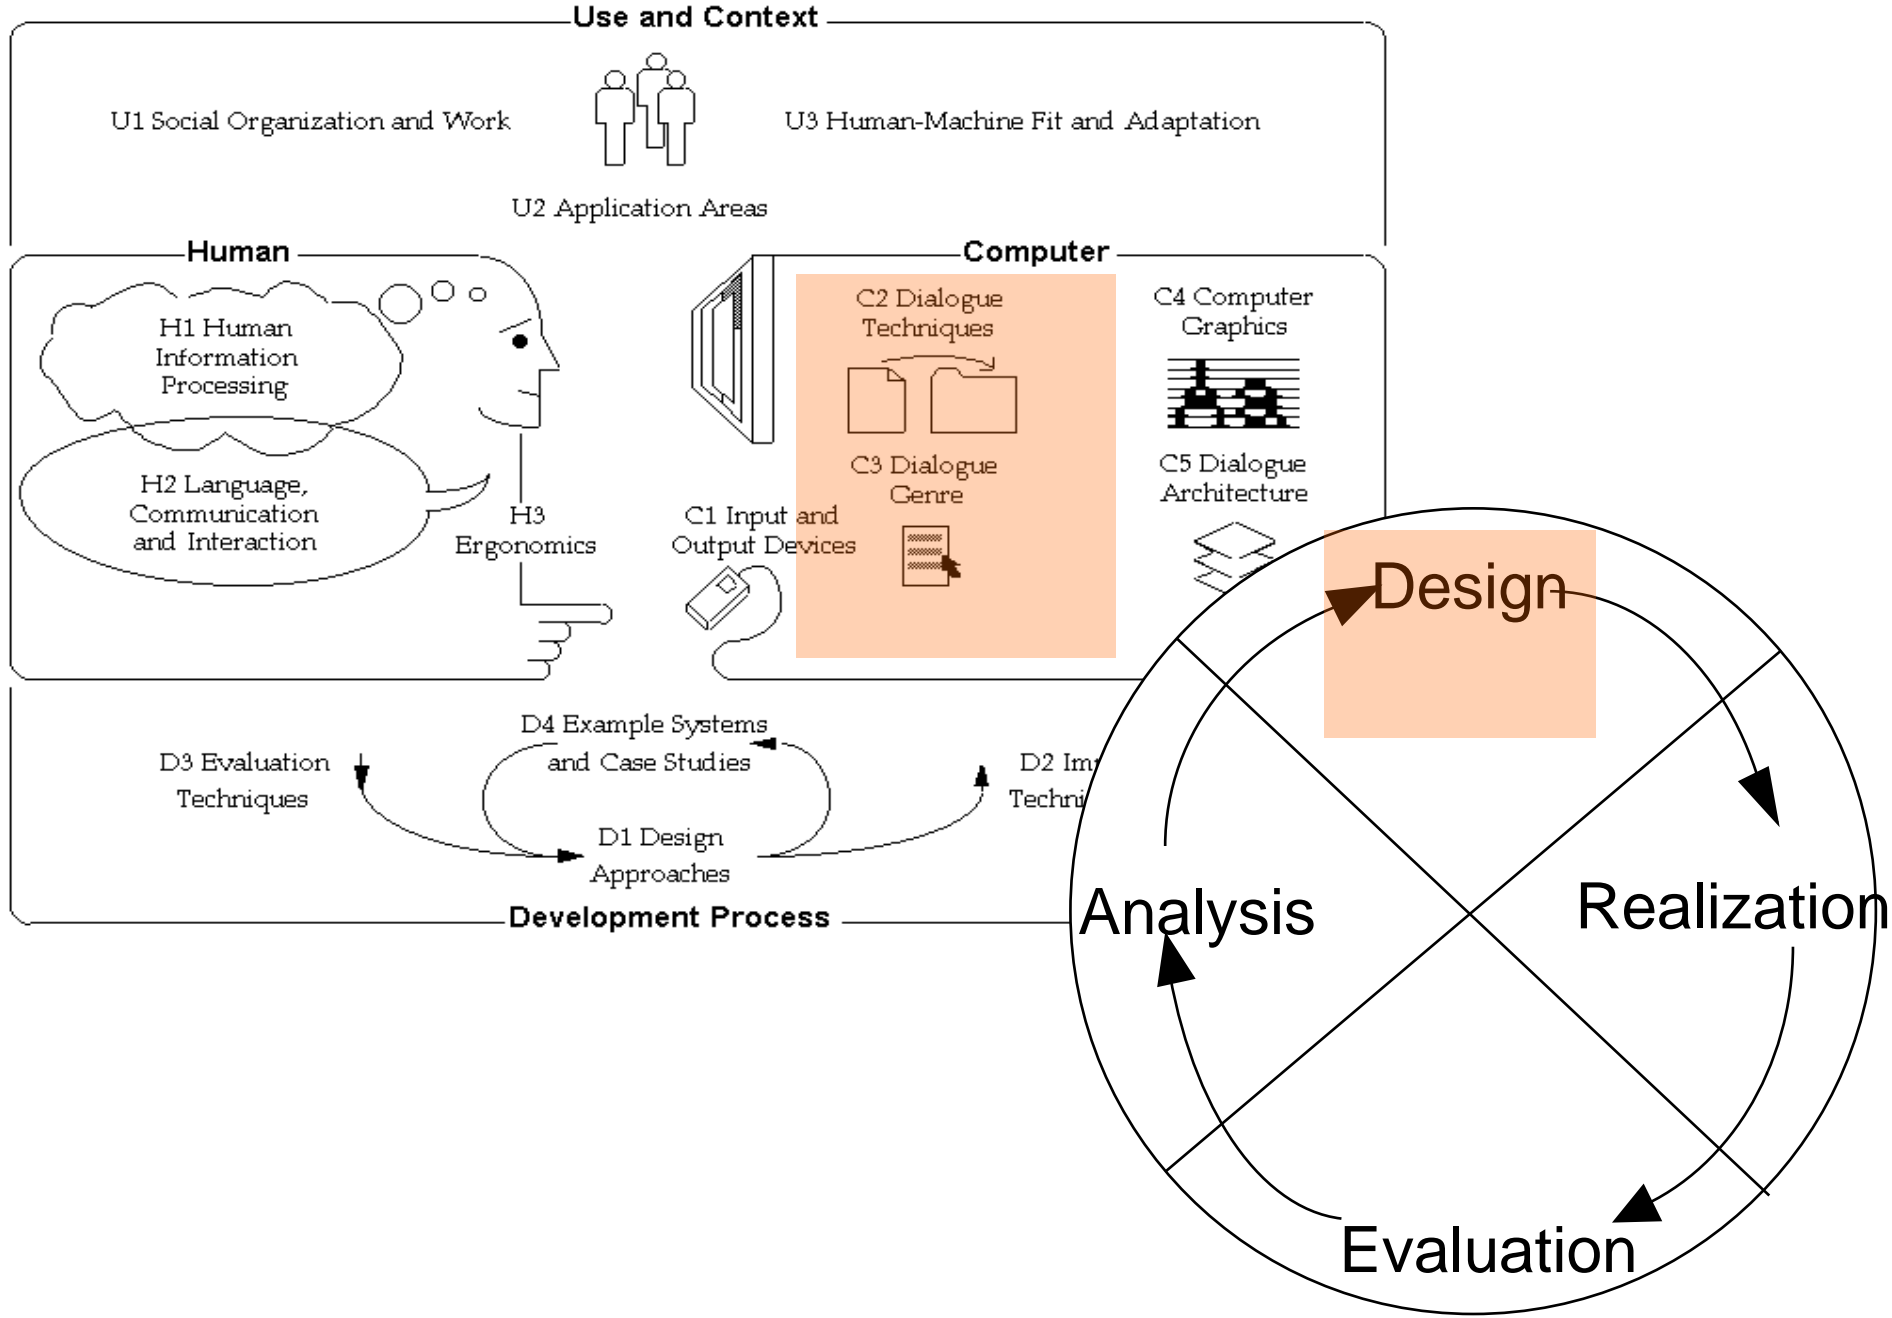 Use and Context
U1 Social Organization and Work
U3 Human-Machine Fit and Adaptation
U2 Application Areas
Human
H1 Human
Information
Processing
H2 Language,
Communication
and Interaction
H3
Ergonomics
Computer
C1 Input and
Output Devices
C2 Dialogue
Techniques
C3 Dialogue
Genre
C4 Computer
Graphics
C5 Dialogue
Architecture
D3 Evaluation
Techniques
D4 Example Systems
and Case Studies
D1 Design
Approaches
D2
Development Process
Design
Realization
Evaluation
Analysis